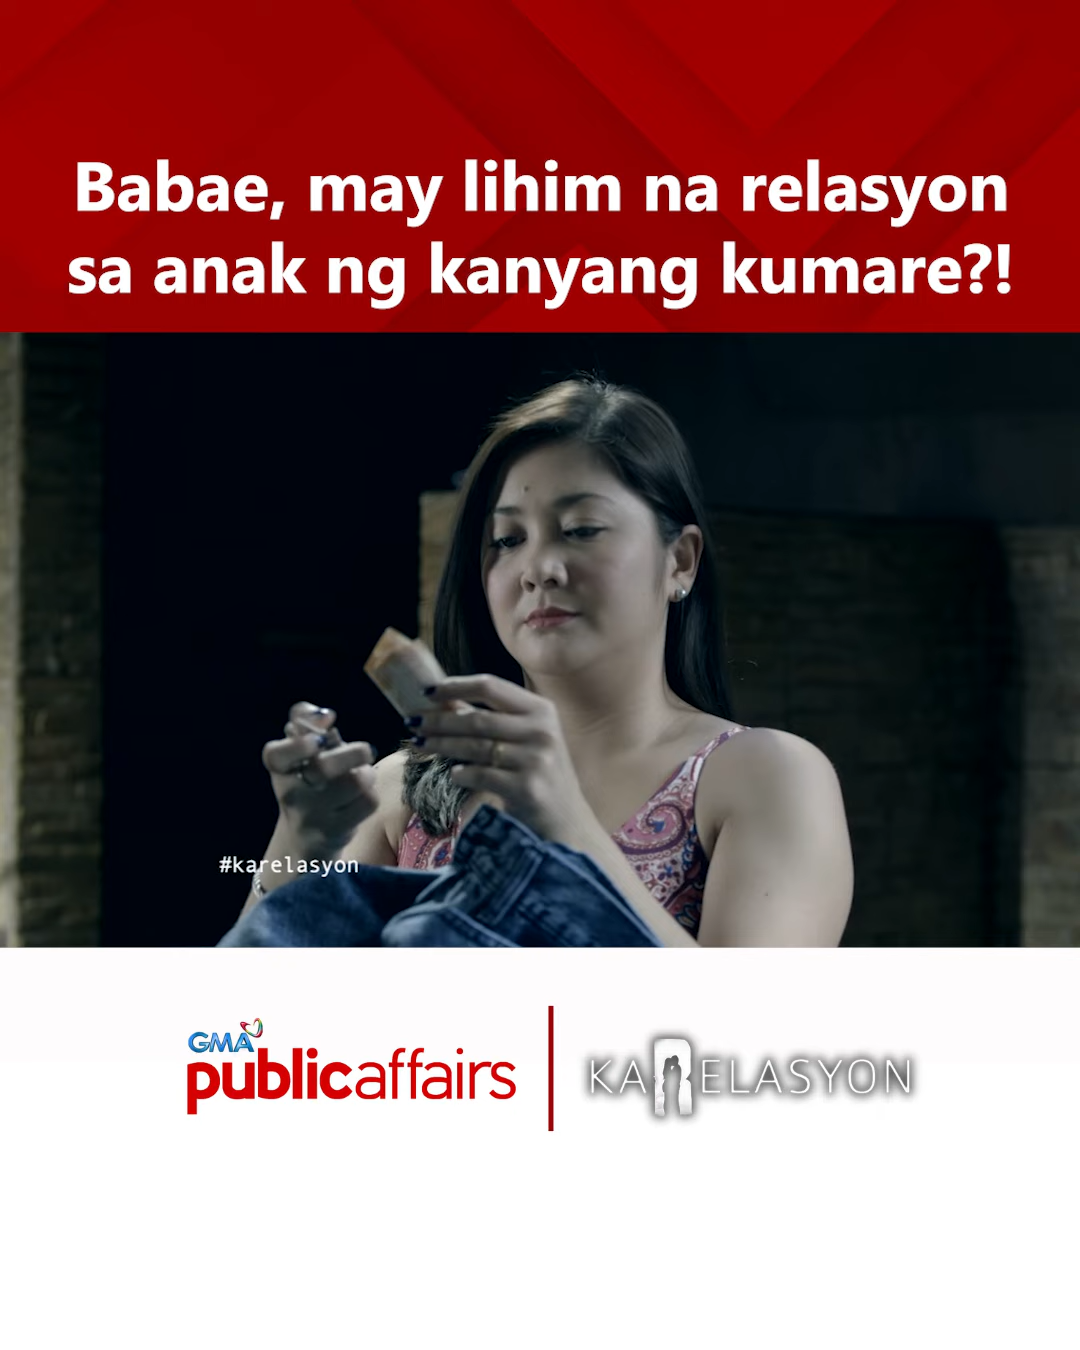 Babae, may lihim na relasyon
sa anak ng kanyang kumare?!
#karelasyon
GMA
publicaffairs
KARELASYON